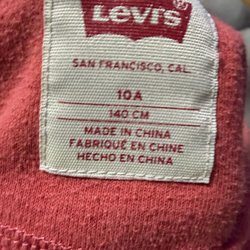 Levi's®
SAN FRANCISCO, CAL.
10A
140 CM
MADE IN CHINA
FABRIQUÉ EN CHINE
HECHO EN CHINA